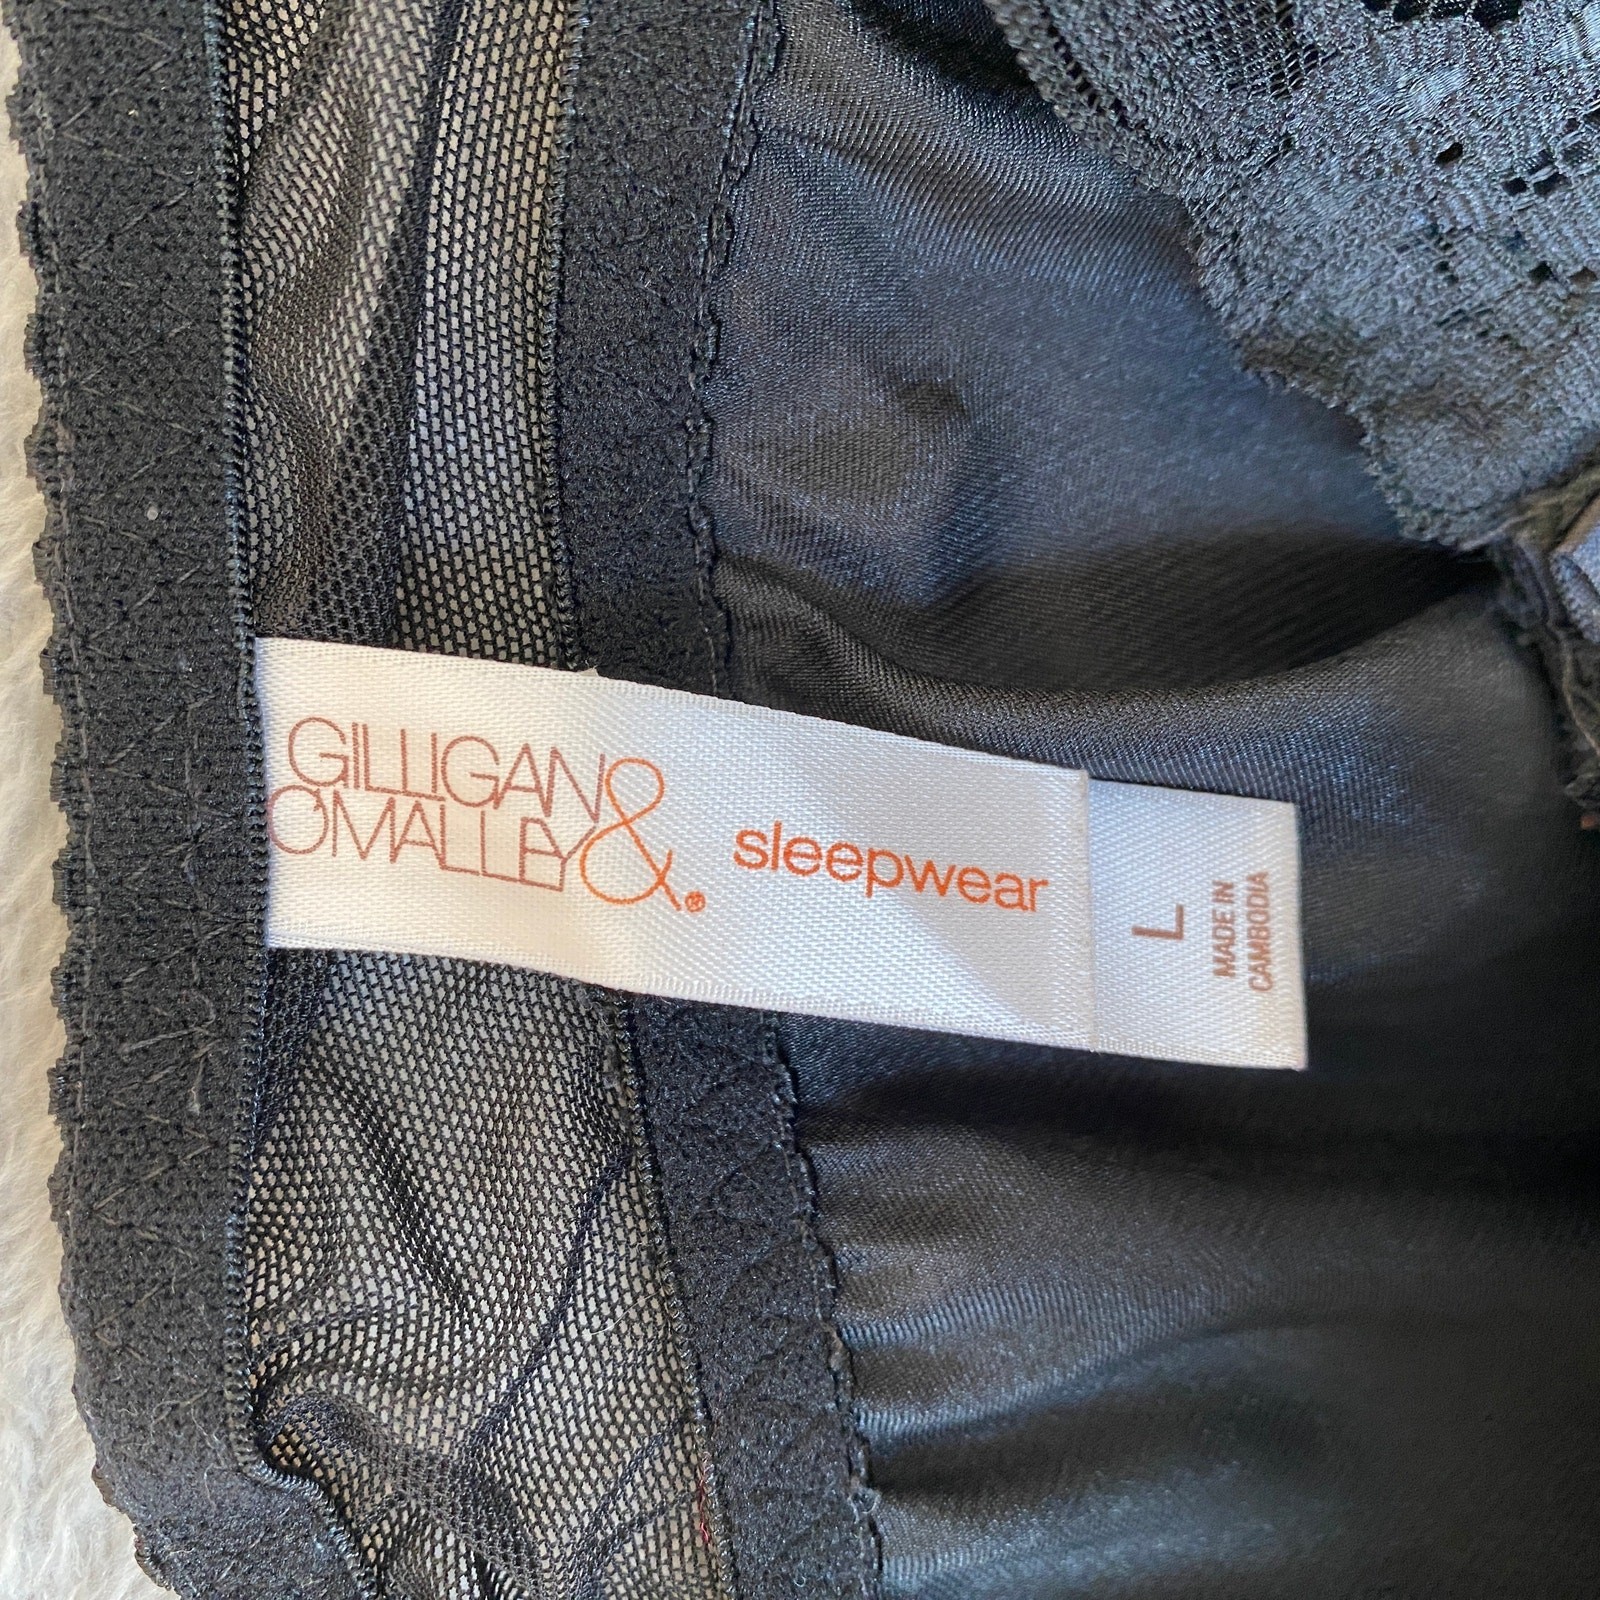 GILLIGAN
O'MALLEY &®
sleepwear
L
MADE IN
CAMBODIA